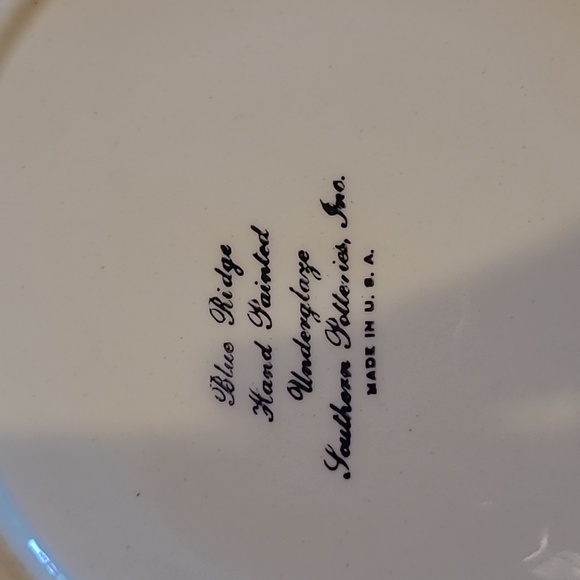 Blue Ridge
Hand Painted
Underglaze
Southern Potteries, Inc.
MADE IN U. S. A.